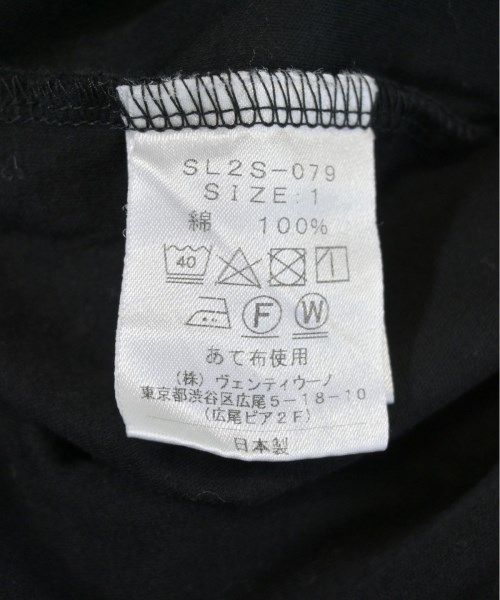 SL2S-079
SIZE:1
綿 100%
40
F W
あて布使用
(株) ヴェンティウーノ
東京都渋谷区広尾5-18-10
(広尾ピア2F)
日本製